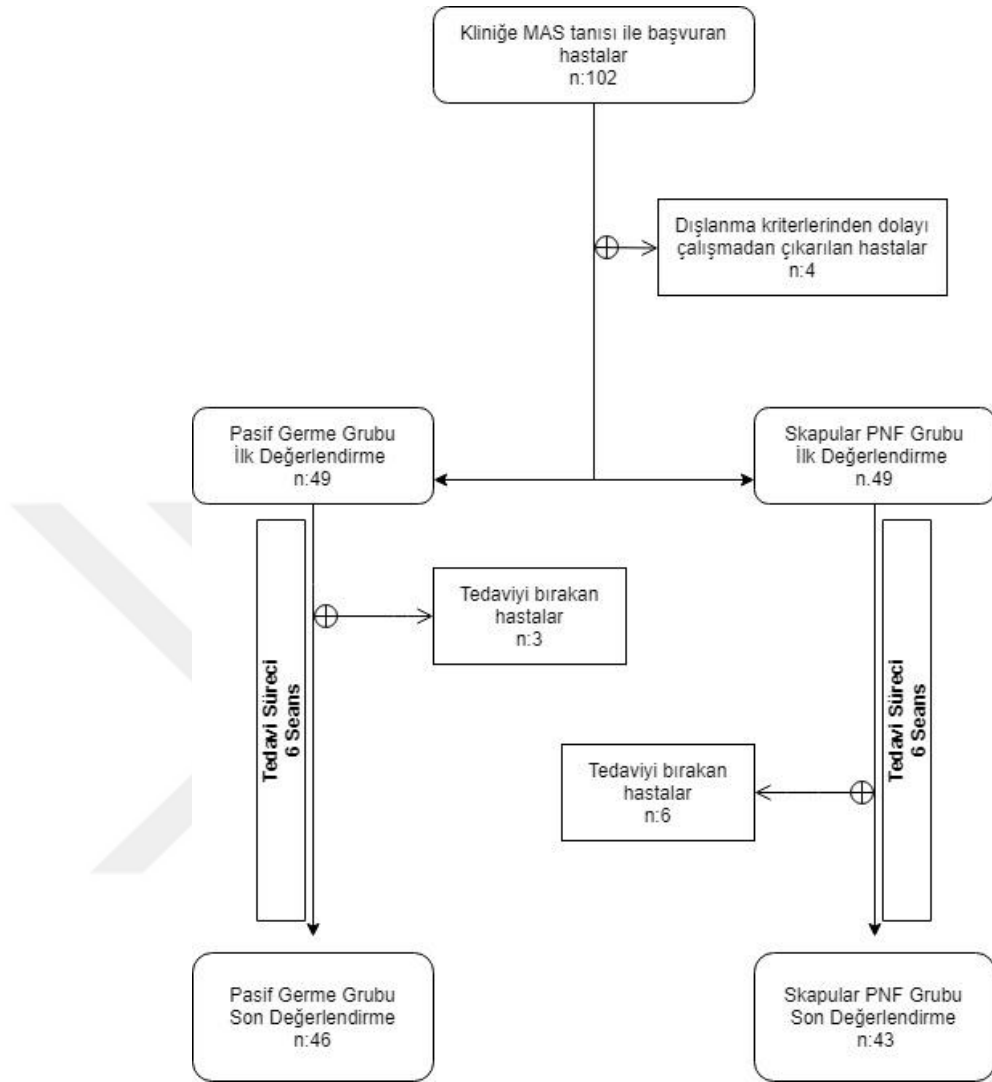 Kliniğe MAS tanısı ile başvuran
hastalar
n:102
Dışlanma kriterlerinden dolayı
çalışmadan çıkarılan hastalar
n:4
Pasif Germe Grubu
İlk Değerlendirme
n:49
Skapular PNF Grubu
İlk Değerlendirme
n.49
Tedavi Süreci
6 Seans
Tedaviyi bırakan
hastalar
n:3
Tedavi Süreci
6 Seans
Tedaviyi bırakan
hastalar
n:6
Pasif Germe Grubu
Son Değerlendirme
n:46
Skapular PNF Grubu
Son Değerlendirme
n:43